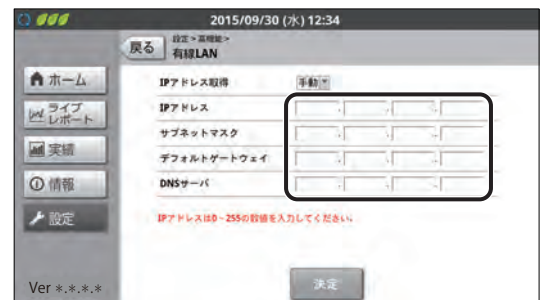 2015/09/30 (水) 12:34
戻る
設定>高機能>
有線LAN
ホーム
ライブ
レポート
実績
情報
設定
Ver *.*.*.*
IPアドレス取得
手動
IPアドレス
サブネットマスク
デフォルトゲートウェイ
DNSサーバ
IPアドレスは0~255の数値を入力してください。
決定